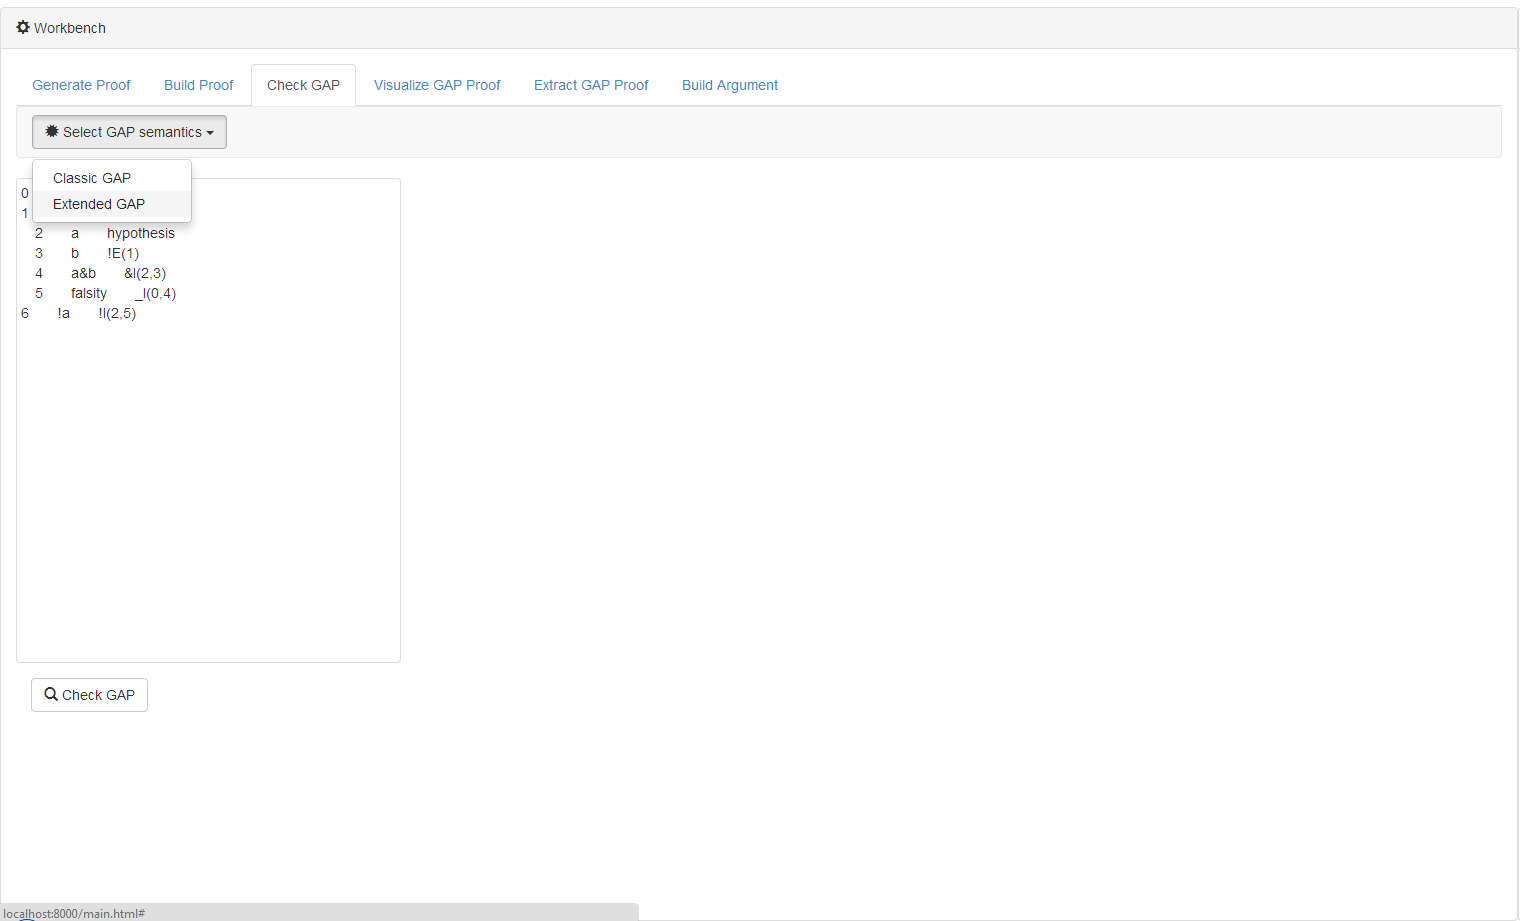 Workbench
Generate Proof Build Proof Check GAP Visualize GAP Proof Extract GAP Proof Build Argument
Select GAP semantics
Classic GAP
Extended GAP
0
1
2 a hypothesis
3 b !E(1)
4 a&b &I(2,3)
5 falsity _I(0,4)
6 !a !I(2,5)
Check GAP
localhost:8000/main.html#